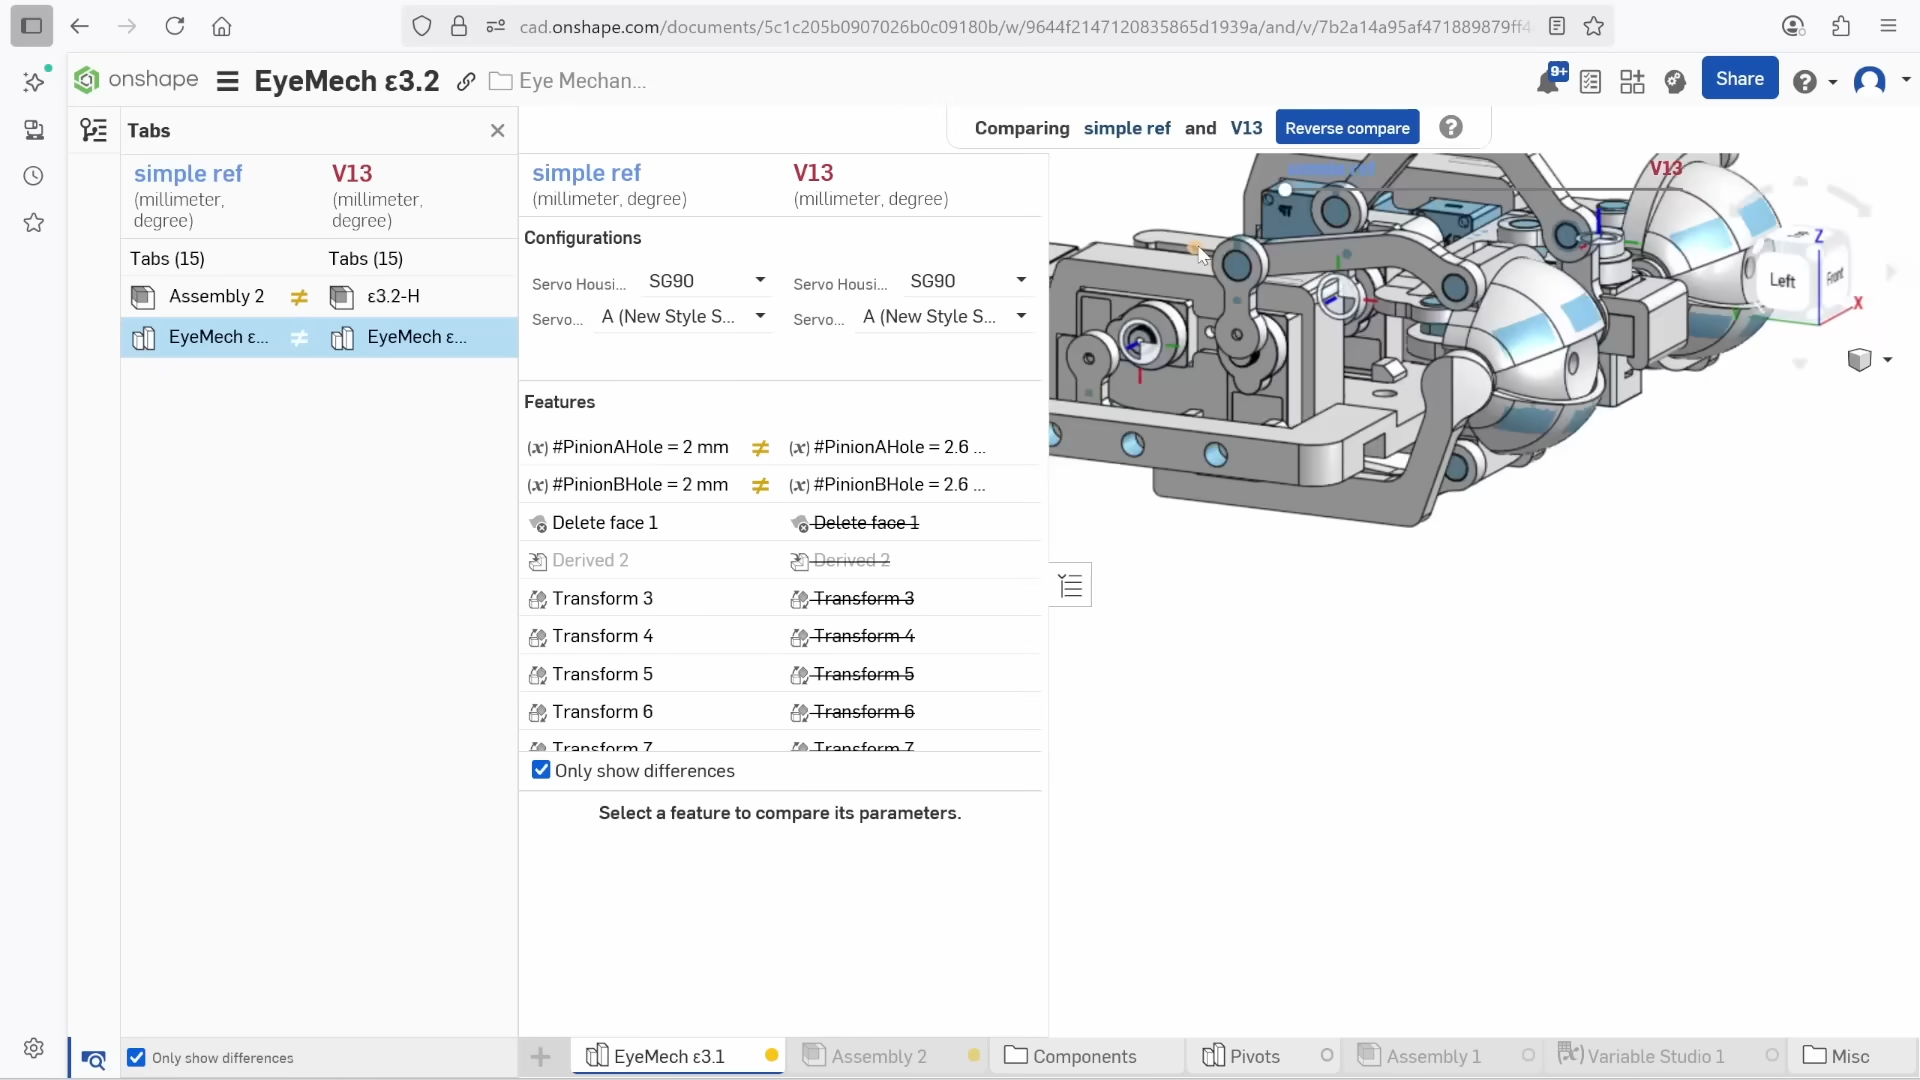 cad.onshape.com/documents/5c1c205b0907026b0c09180b/w/9644f2147120835865d1939a/and/v/7b2a14a95af471889879ff4
onshape
EyeMech ε3.2
Eye Mechan...
9+
Share
Tabs
Comparing simple ref and V13
Reverse compare
simple ref
V13
(millimeter, degree)
(millimeter, degree)
Tabs (15)
Tabs (15)
Assembly 2
ε3.2-H
EyeMech ε...
EyeMech ε...
Only show differences
simple ref
V13
(millimeter, degree)
(millimeter, degree)
Configurations
Servo Housi...
SG90
Servo Housi...
SG90
Servo...
A (New Style S...
Servo...
A (New Style S...
Features
(x) #PinionAHole = 2 mm
(x) #PinionAHole = 2.6 ...
(x) #PinionBHole = 2 mm
(x) #PinionBHole = 2.6 ...
Delete face 1
Delete face 1
Derived 2
Derived 2
Transform 3
Transform 3
Transform 4
Transform 4
Transform 5
Transform 5
Transform 6
Transform 6
Transform 7
Transform 7
Only show differences
Select a feature to compare its parameters.
simple ref
V13
Z
Left
Front
X
EyeMech ε3.1
Assembly 2
Components
Pivots
Assembly 1
Variable Studio 1
Misc